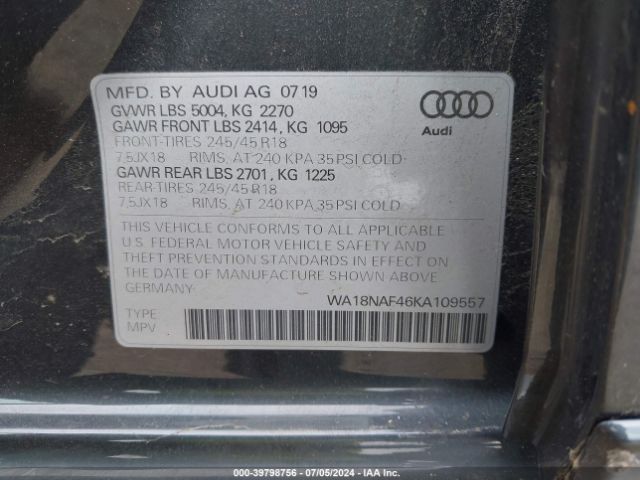 MFD. BY AUDI AG 07 19
GVWR LBS 5004, KG 2270
GAWR FRONT LBS 2414, KG 1095
FRONT-TIRES 245/45 R18
7,5JX18 RIMS, AT 240 KPA 35 PSI COLD
GAWR REAR LBS 2701, KG 1225
REAR-TIRES 245/45 R18
7,5JX18 RIMS, AT 240 KPA 35 PSI COLD
Audi
THIS VEHICLE CONFORMS TO ALL APPLICABLE
U.S. FEDERAL MOTOR VEHICLE SAFETY AND
THEFT PREVENTION STANDARDS IN EFFECT ON
THE DATE OF MANUFACTURE SHOWN ABOVE
GERMANY
WA18NAF46KA109557
TYPE
MPV
000-39798756 - 07/05/2024 - IAA Inc.